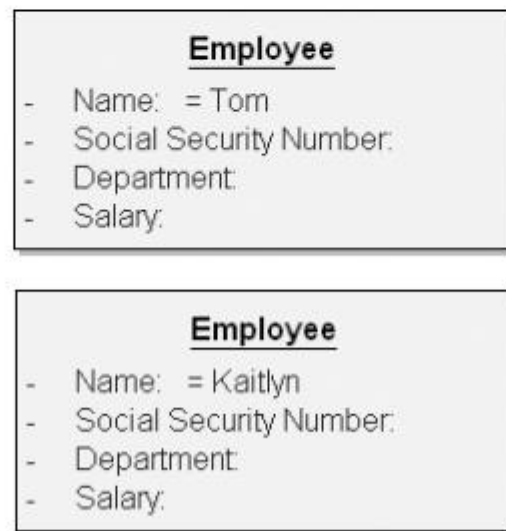 Employee
- Name: = Tom
- Social Security Number:
- Department:
- Salary:
Employee
- Name: = Kaitlyn
- Social Security Number:
- Department:
- Salary: